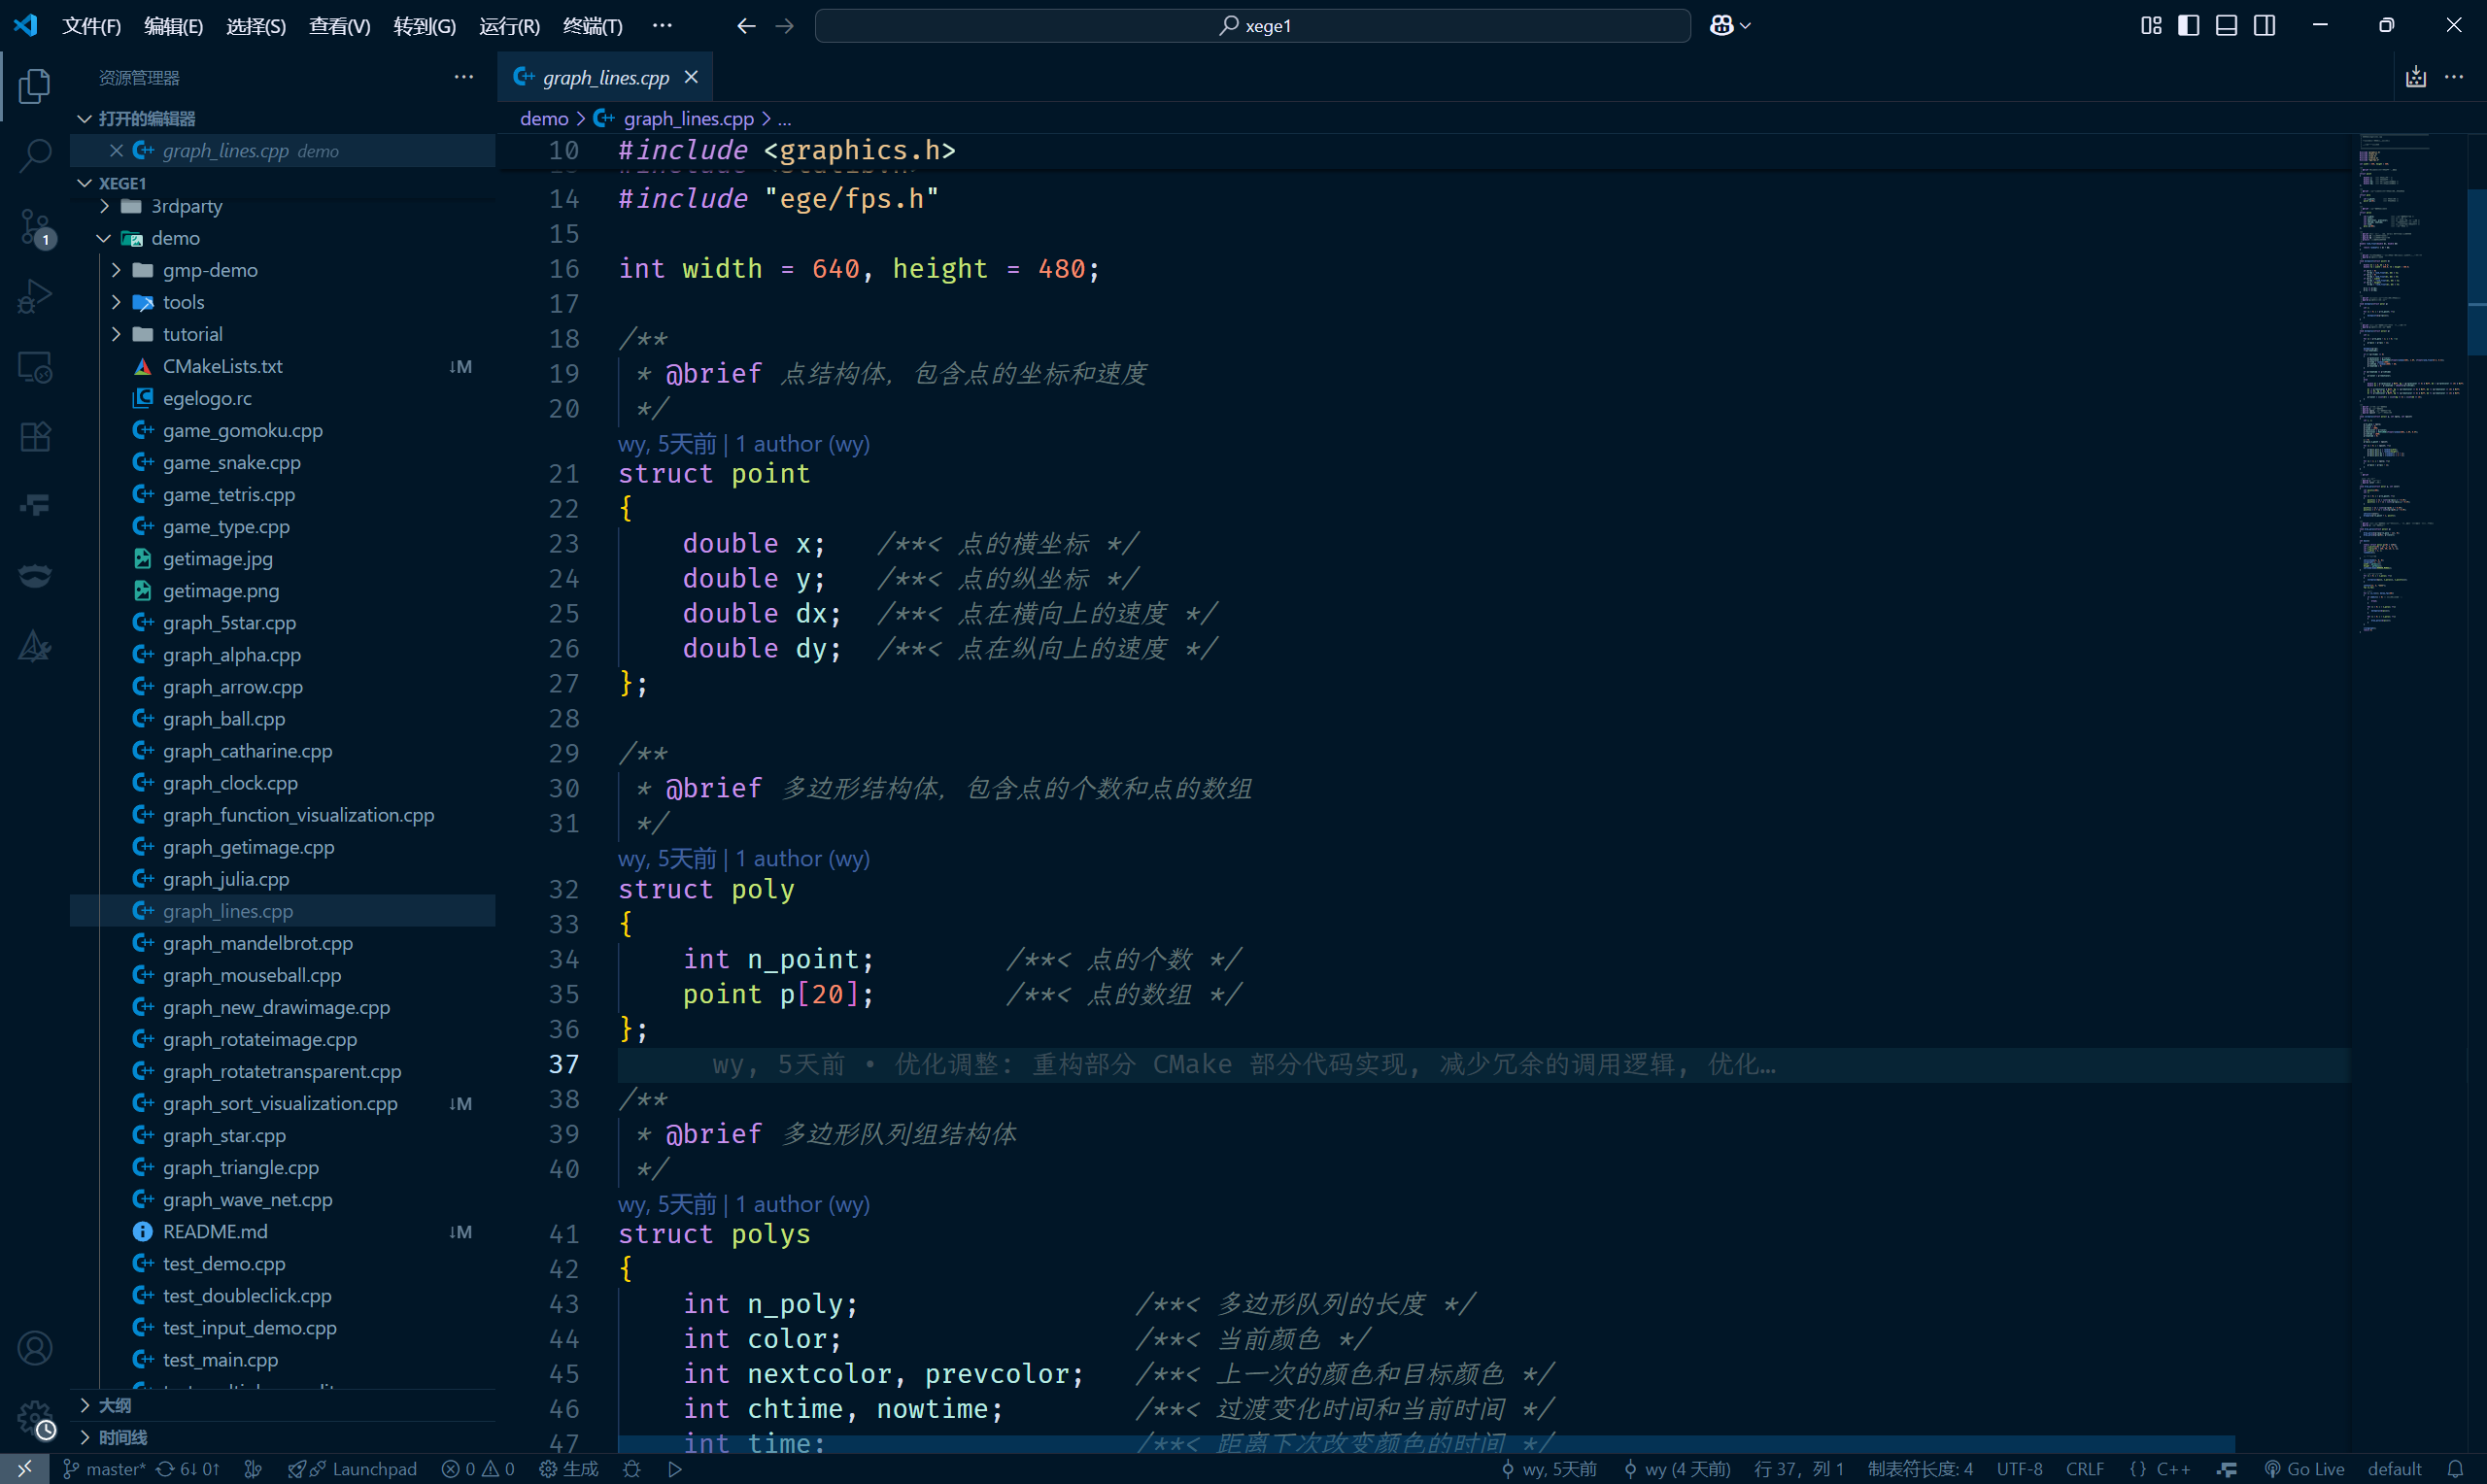 文件(F) 编辑(E) 选择(S) 查看(V) 转到(G) 运行(R) 终端(T) ··· xege1
资源管理器 ···
打开的编辑器
graph_lines.cpp demo
XEGE1
3rdparty
demo
gmp-demo
tools
tutorial
CMakeLists.txt ↓M
egelogo.rc
game_gomoku.cpp
game_snake.cpp
game_tetris.cpp
game_type.cpp
getimage.jpg
getimage.png
graph_5star.cpp
graph_alpha.cpp
graph_arrow.cpp
graph_ball.cpp
graph_catharine.cpp
graph_clock.cpp
graph_function_visualization.cpp
graph_getimage.cpp
graph_julia.cpp
graph_lines.cpp
graph_mandelbrot.cpp
graph_mouseball.cpp
graph_new_drawimage.cpp
graph_rotateimage.cpp
graph_rotatetransparent.cpp
graph_sort_visualization.cpp ↓M
graph_star.cpp
graph_triangle.cpp
graph_wave_net.cpp
README.md ↓M
test_demo.cpp
test_doubleclick.cpp
test_input_demo.cpp
test_main.cpp
大纲
时间线
1
graph_lines.cpp
demo > graph_lines.cpp > ...
10 #include <graphics.h>
14 #include "ege/fps.h"
15
16 int width = 640, height = 480;
17
18 /**
19 * @brief 点结构体, 包含点的坐标和速度
20 */
wy, 5天前 | 1 author (wy)
21 struct point
22 {
23 double x; /**< 点的横坐标 */
24 double y; /**< 点的纵坐标 */
25 double dx; /**< 点在横向上的速度 */
26 double dy; /**< 点在纵向上的速度 */
27 };
28
29 /**
30 * @brief 多边形结构体, 包含点的个数和点的数组
31 */
wy, 5天前 | 1 author (wy)
32 struct poly
33 {
34 int n_point; /**< 点的个数 */
35 point p[20]; /**< 点的数组 */
36 };
37 wy, 5天前 • 优化调整: 重构部分 CMake 部分代码实现, 减少冗余的调用逻辑, 优化…
38 /**
39 * @brief 多边形队列组结构体
40 */
wy, 5天前 | 1 author (wy)
41 struct polys
42 {
43 int n_poly; /**< 多边形队列的长度 */
44 int color; /**< 当前颜色 */
45 int nextcolor, prevcolor; /**< 上一次的颜色和目标颜色 */
46 int chtime, nowtime; /**< 过渡变化时间和当前时间 */
47 int time; /**< 距离下次改变颜色的时间 */
master* 6↓ 0↑ Launchpad 0 0 生成 wy, 5天前 wy (4 天前) 行 37, 列 1 制表符长度: 4 UTF-8 CRLF {} C++ Go Live default